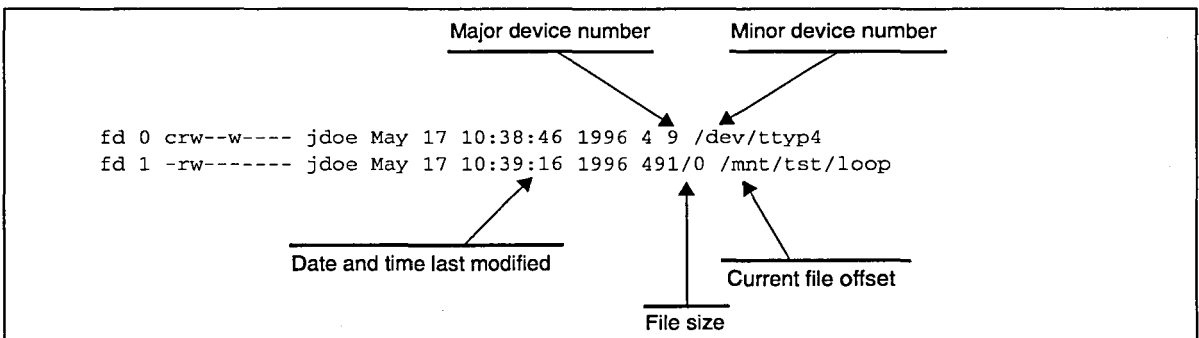 Major device number Minor device number
fd 0 crw--w---- jdoe May 17 10:38:46 1996 4 9 /dev/ttyp4
fd 1 -rw------- jdoe May 17 10:39:16 1996 491/0 /mnt/tst/loop
Date and time last modified
Current file offset
File size